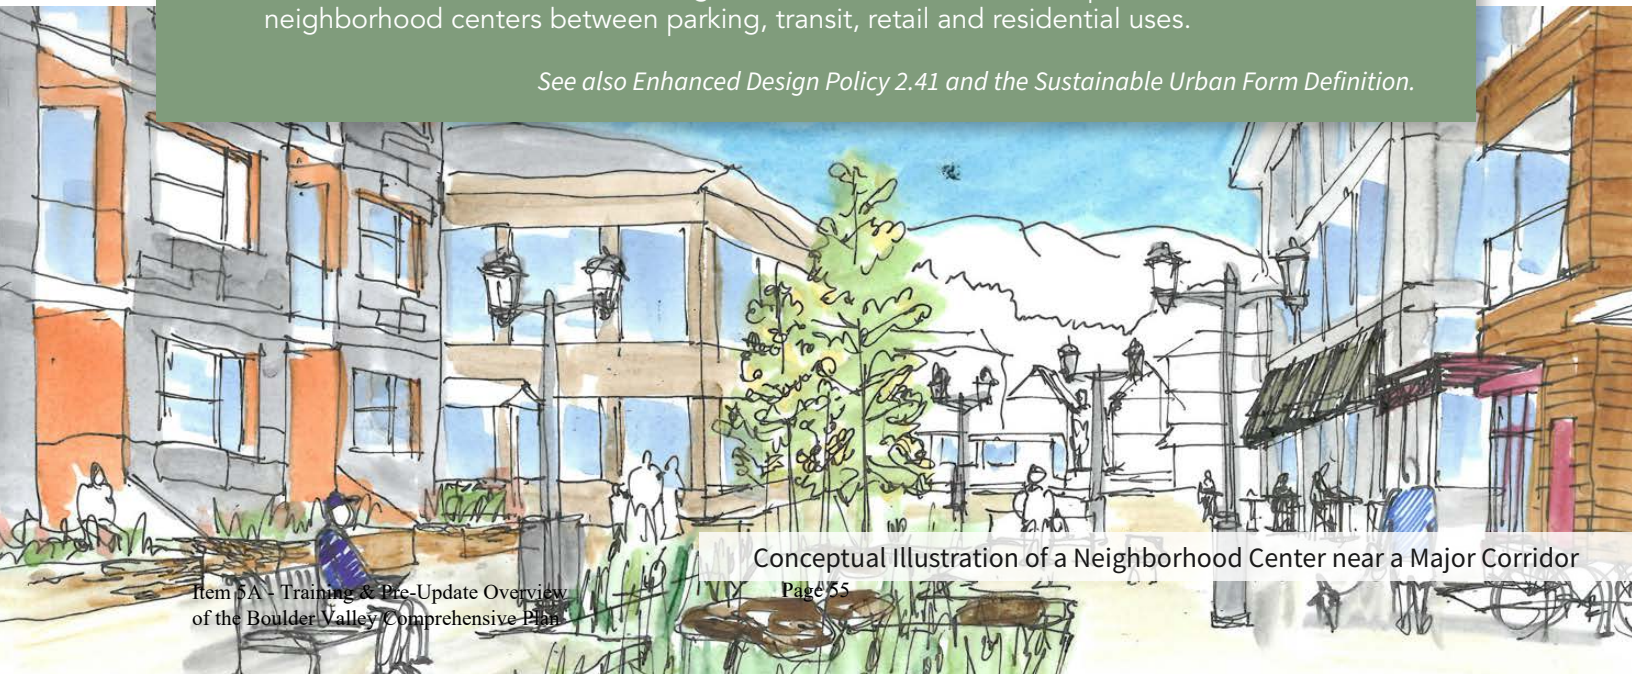 neighborhood centers between parking, transit, retail and residential uses.
See also Enhanced Design Policy 2.41 and the Sustainable Urban Form Definition.
Conceptual Illustration of a Neighborhood Center near a Major Corridor
Item 5A - Training & Pre-Update Overview
of the Boulder Valley Comprehensive Plan
Page 55